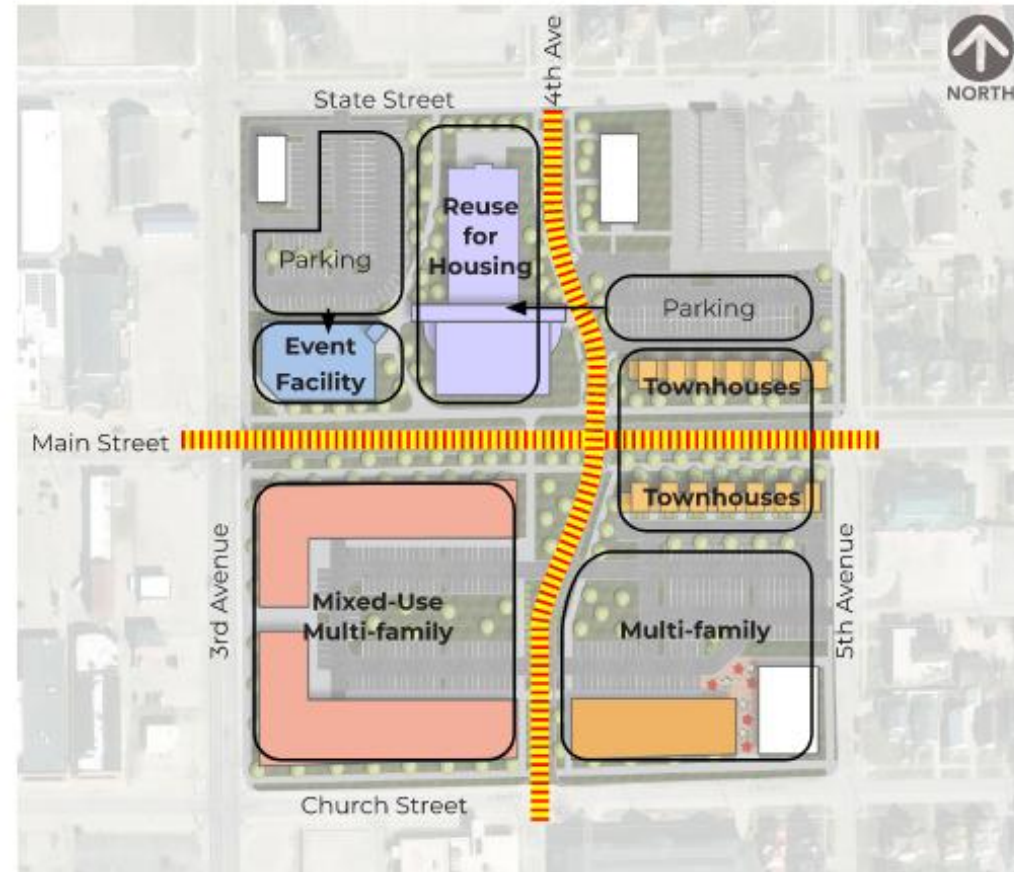 NORTH
State Street
4th Ave
Reuse
for
Housing
Parking
Parking
Event
Facility
Townhouses
Main Street
Townhouses
3rd Avenue
Mixed-Use
Multi-family
Multi-family
5th Avenue
Church Street